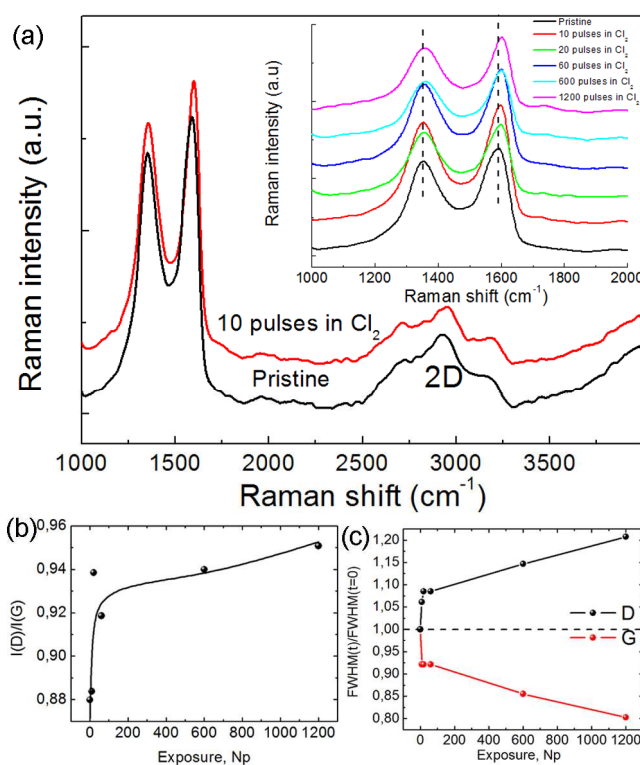 (a)
Raman intensity (a.u.)
Raman shift (cm-1)
1000 1500 2000 2500 3000 3500
10 pulses in Cl2
Pristine
2D
Raman intensity (a.u)
Raman shift (cm-1)
1000 1200 1400 1600 1800 2000
Pristine
10 pulses in Cl2
20 pulses in Cl2
60 pulses in Cl2
600 pulses in Cl2
1200 pulses in Cl2
(b)
I(D)/I(G)
0,96
0,94
0,92
0,90
0,88
0 200 400 600 800 1000 1200
Exposure, Np
(c)
FWHM(t)/FWHM(t=0)
1,20
1,15
1,10
1,05
1,00
0,95
0,90
0,85
0,80
D
G
0 200 400 600 800 1000 1200
Exposure, Np